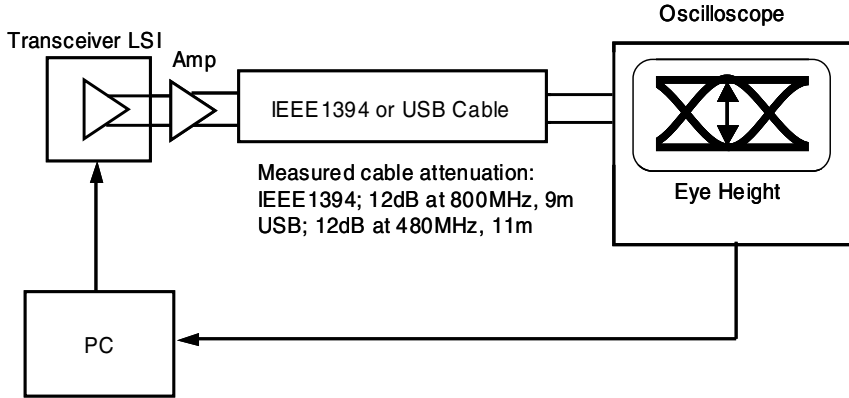 Oscilloscope
Transceiver LSI
Amp
IEEE1394 or USB Cable
Measured cable attenuation:
IEEE1394; 12dB at 800MHz, 9m
USB; 12dB at 480MHz, 11m
Eye Height
PC